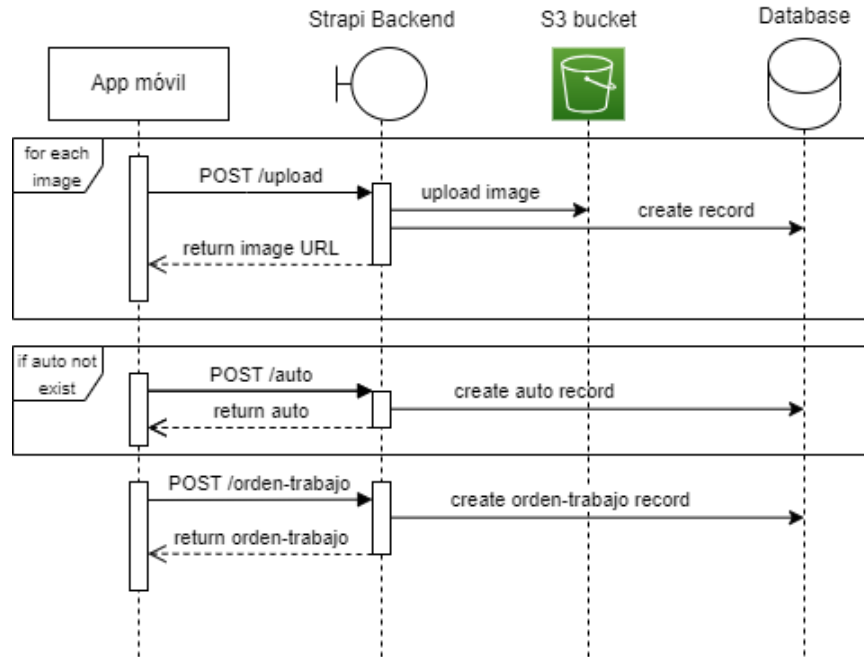 Strapi Backend
S3 bucket
Database
App móvil
for each
image
POST /upload
upload image
create record
return image URL
if auto not
exist
POST /auto
create auto record
return auto
POST /orden-trabajo
create orden-trabajo record
return orden-trabajo